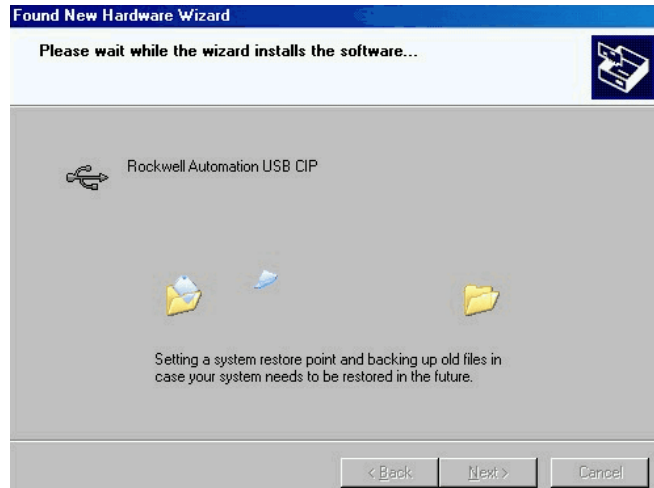 Found New Hardware Wizard
Please wait while the wizard installs the software...
Rockwell Automation USB CIP
Setting a system restore point and backing up old files in
case your system needs to be restored in the future.
< Back
Next >
Cancel